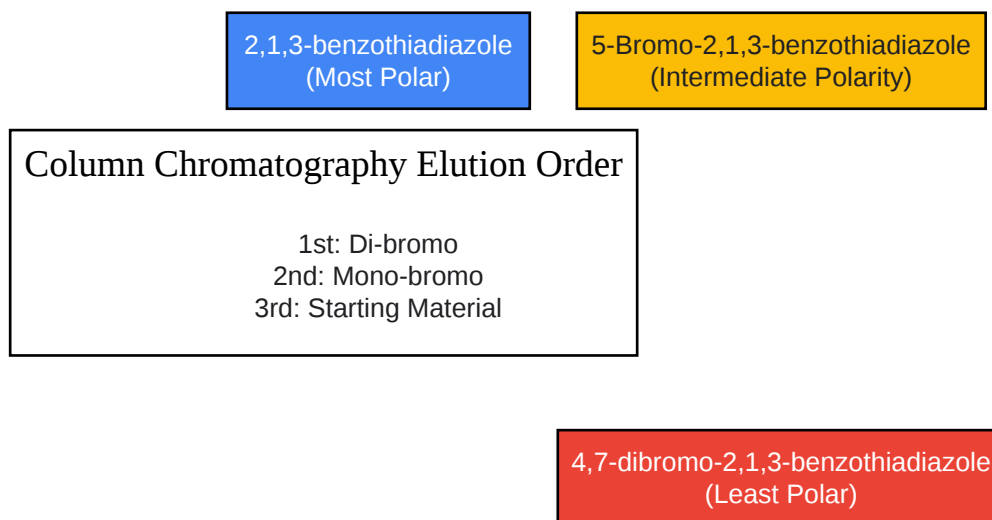 2,1,3-benzothiadiazole
(Most Polar)
5-Bromo-2,1,3-benzothiadiazole
(Intermediate Polarity)
Column Chromatography Elution Order
1st: Di-bromo
2nd: Mono-bromo
3rd: Starting Material
4,7-dibromo-2,1,3-benzothiadiazole
(Least Polar)